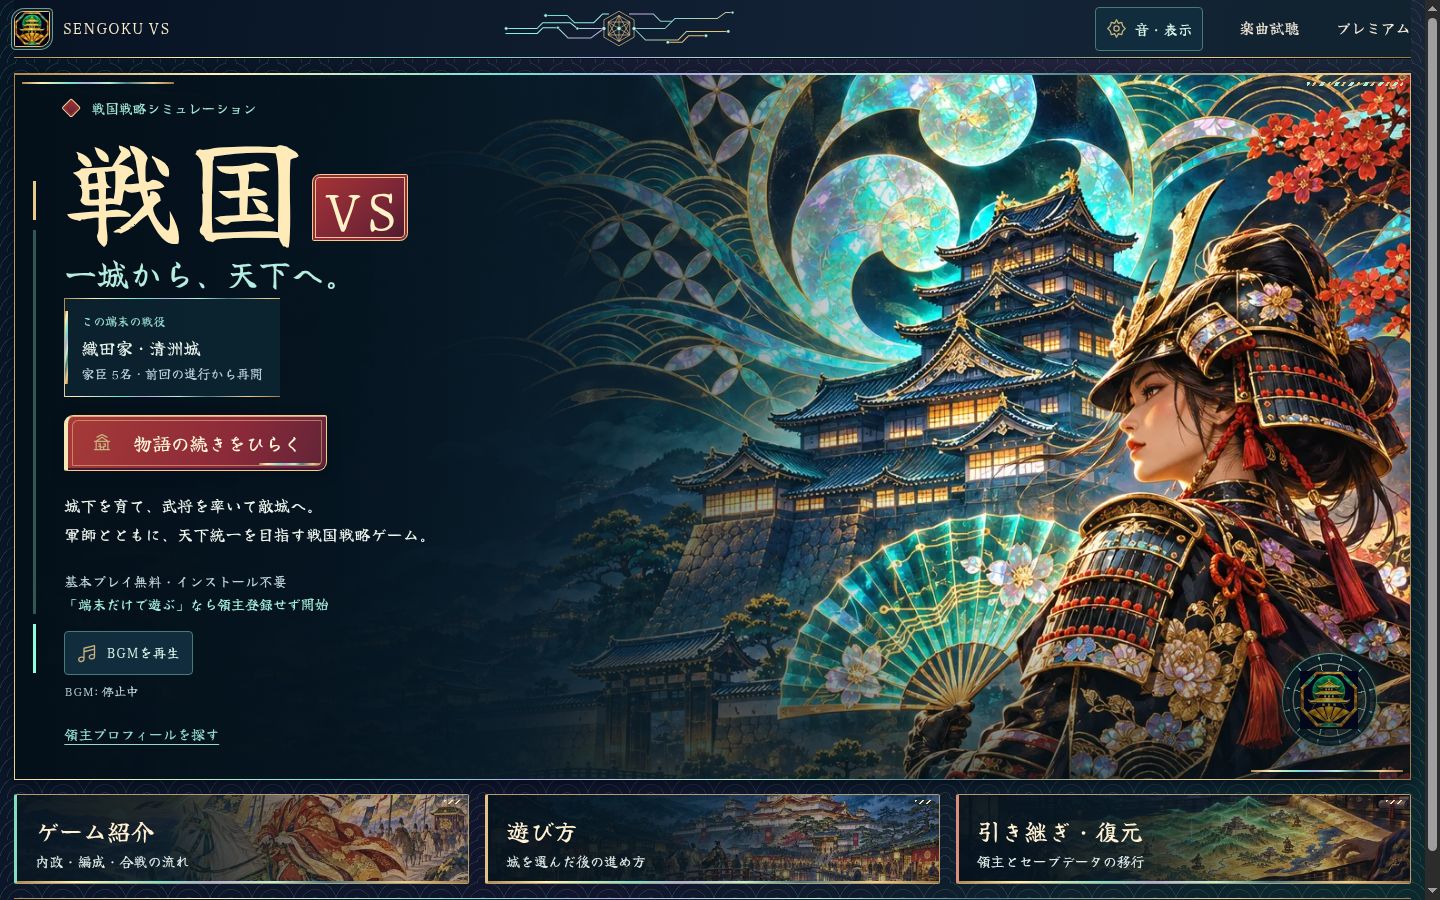 SENGOKU VS
音・表示
楽曲試聴
プレミアム
戦国戦略シミュレーション
戦国 VS
一城から、天下へ。
この端末の戦役
織田家・清洲城
家臣 5名・前回の進行から再開
物語の続きをひらく
城下を育て、武将を率いて敵城へ。
軍師とともに、天下統一を目指す戦国戦略ゲーム。
基本プレイ無料・インストール不要
「端末だけで遊ぶ」なら領主登録せず開始
BGMを再生
BGM: 停止中
領主プロフィールを探す
ゲーム紹介
内政・編成・合戦の流れ
遊び方
城を選んだ後の進め方
引き継ぎ・復元
領主とセーブデータの移行